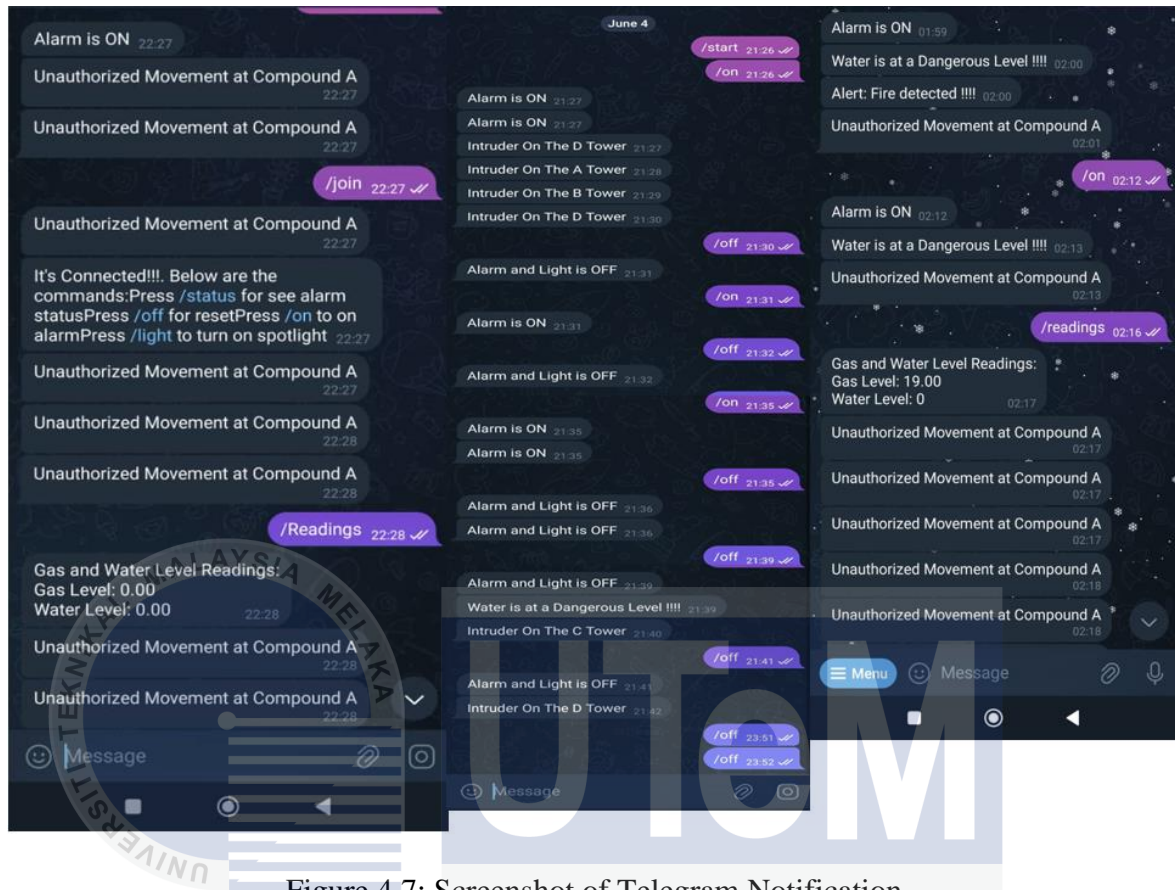 Alarm is ON 22:27
Unauthorized Movement at Compound A
22:27
Unauthorized Movement at Compound A
22:27
/join 22:27
Unauthorized Movement at Compound A
22:27
It's Connected!!!. Below are the
commands:Press /status for see alarm
statusPress /off for resetPress /on to on
alarmPress /light to turn on spotlight 22:27
Unauthorized Movement at Compound A
22:27
Unauthorized Movement at Compound A
22:28
Unauthorized Movement at Compound A
22:28
/Readings 22:28
Gas and Water Level Readings:
Gas Level: 0.00
Water Level: 0.00 22:28
Unauthorized Movement at Compound A
22:28
Unauthorized Movement at Compound A
22:28
Message
June 4
/start 21:26
/on 21:26
Alarm is ON 21:27
Alarm is ON 21:27
Intruder On The D Tower 21:27
Intruder On The A Tower 21:28
Intruder On The B Tower 21:29
Intruder On The D Tower 21:30
/off 21:30
Alarm and Light is OFF 21:31
/on 21:31
Alarm is ON 21:31
/off 21:32
Alarm and Light is OFF 21:32
/on 21:35
Alarm is ON 21:35
Alarm is ON 21:35
/off 21:35
Alarm and Light is OFF 21:36
Alarm and Light is OFF 21:36
/off 21:39
Alarm and Light is OFF 21:39
Water is at a Dangerous Level !!!! 21:39
Intruder On The C Tower 21:40
/off 21:41
Alarm and Light is OFF 21:41
Intruder On The D Tower 21:42
/off 23:51
/off 23:52
Message
Alarm is ON 01:59
Water is at a Dangerous Level !!!! 02:00
Alert: Fire detected !!!! 02:00
Unauthorized Movement at Compound A
02:01
/on 02:12
Alarm is ON 02:12
Water is at a Dangerous Level !!!! 02:13
Unauthorized Movement at Compound A
02:13
/readings 02:16
Gas and Water Level Readings:
Gas Level: 19.00
Water Level: 0 02:17
Unauthorized Movement at Compound A
02:17
Unauthorized Movement at Compound A
02:17
Unauthorized Movement at Compound A
02:17
Unauthorized Movement at Compound A
02:18
Unauthorized Movement at Compound A
02:18
Menu Message
UNIVERSITI TEKNIKAL MALAYSIA MELAKA
UTeM
Figure 4.7: Screenshot of Telegram Notification